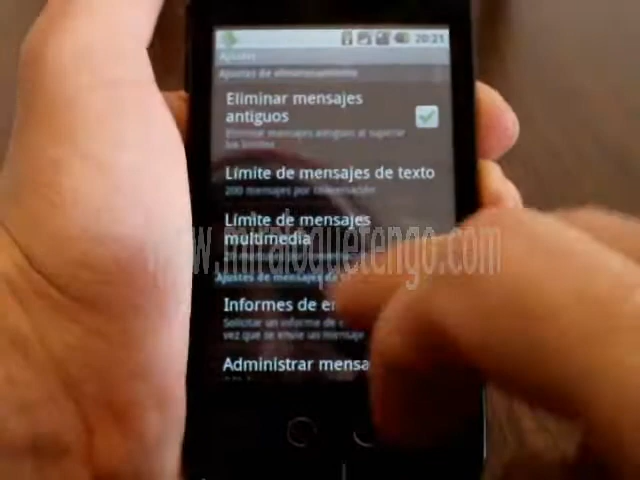 20:21
Ajustes
Ajustes de almacenamiento
Eliminar mensajes
antiguos
Eliminar mensajes antiguos al superar
los límites
Límite de mensajes de texto
200 mensajes por conversación
Límite de mensajes
multimedia
www.miraloquetengo.com
Ajustes de mensajes de
Informes de
Solicitar un informe de
vez que se envíe un mensaje
Administrar mensa